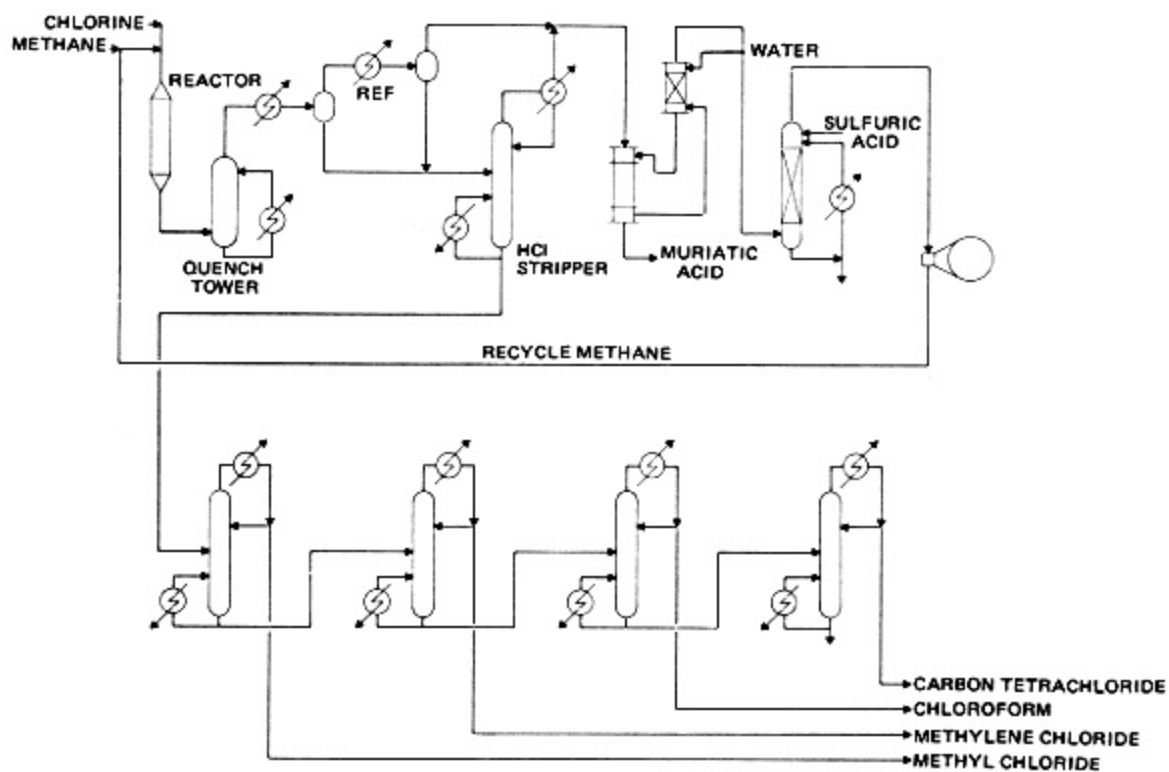 CHLORINE
METHANE
REACTOR
REF
WATER
SULFURIC
ACID
QUENCH
TOWER
HCl
STRIPPER
MURIATIC
ACID
RECYCLE METHANE
CARBON TETRACHLORIDE
CHLOROFORM
METHYLENE CHLORIDE
METHYL CHLORIDE